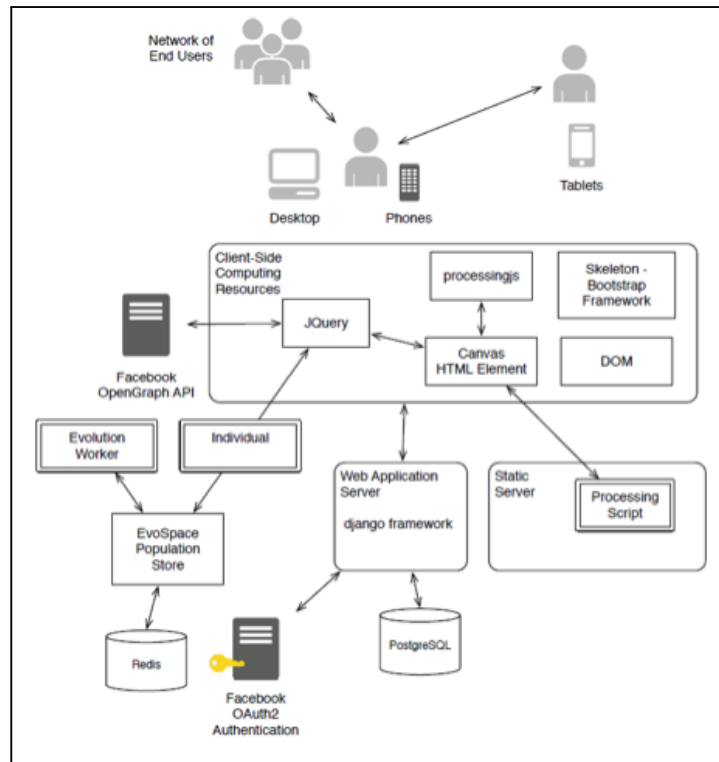 Network of
End Users
Desktop
Phones
Tablets
Client-Side
Computing
Resources
processingjs
Skeleton -
Bootstrap
Framework
JQuery
Canvas
HTML Element
DOM
Facebook
OpenGraph API
Evolution
Worker
Individual
Web Application
Server
django framework
Static
Server
Processing
Script
EvoSpace
Population
Store
Redis
PostgreSQL
Facebook
OAuth2
Authentication